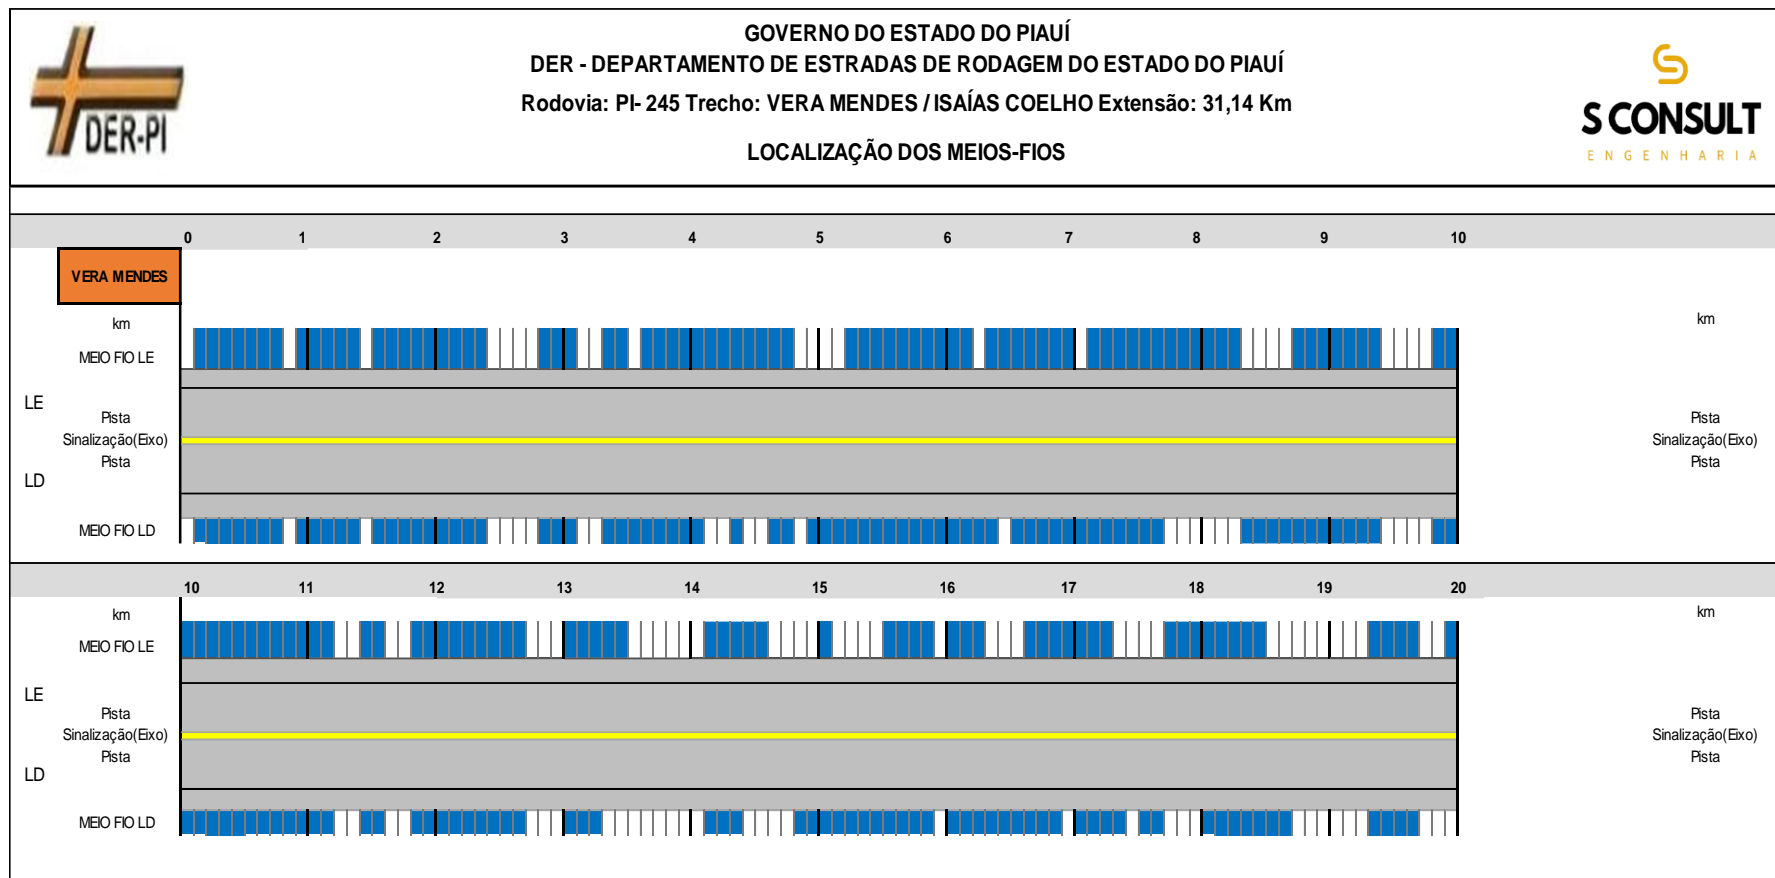 GOVERNO DO ESTADO DO PIAUÍ
DER - DEPARTAMENTO DE ESTRADAS DE RODAGEM DO ESTADO DO PIAUÍ
Rodovia: PI- 245 Trecho: VERA MENDES / ISAÍAS COELHO Extensão: 31,14 Km
LOCALIZAÇÃO DOS MEIOS-FIOS
DER-PI
S CONSULT
ENGENHARIA
0 1 2 3 4 5 6 7 8 9 10
VERA MENDES
km km
MEIO FIO LE
LE
Pista Pista
Sinalização(Eixo) Sinalização(Eixo)
Pista Pista
LD
MEIO FIO LD
10 11 12 13 14 15 16 17 18 19 20
km km
MEIO FIO LE
LE
Pista Pista
Sinalização(Eixo) Sinalização(Eixo)
Pista Pista
LD
MEIO FIO LD